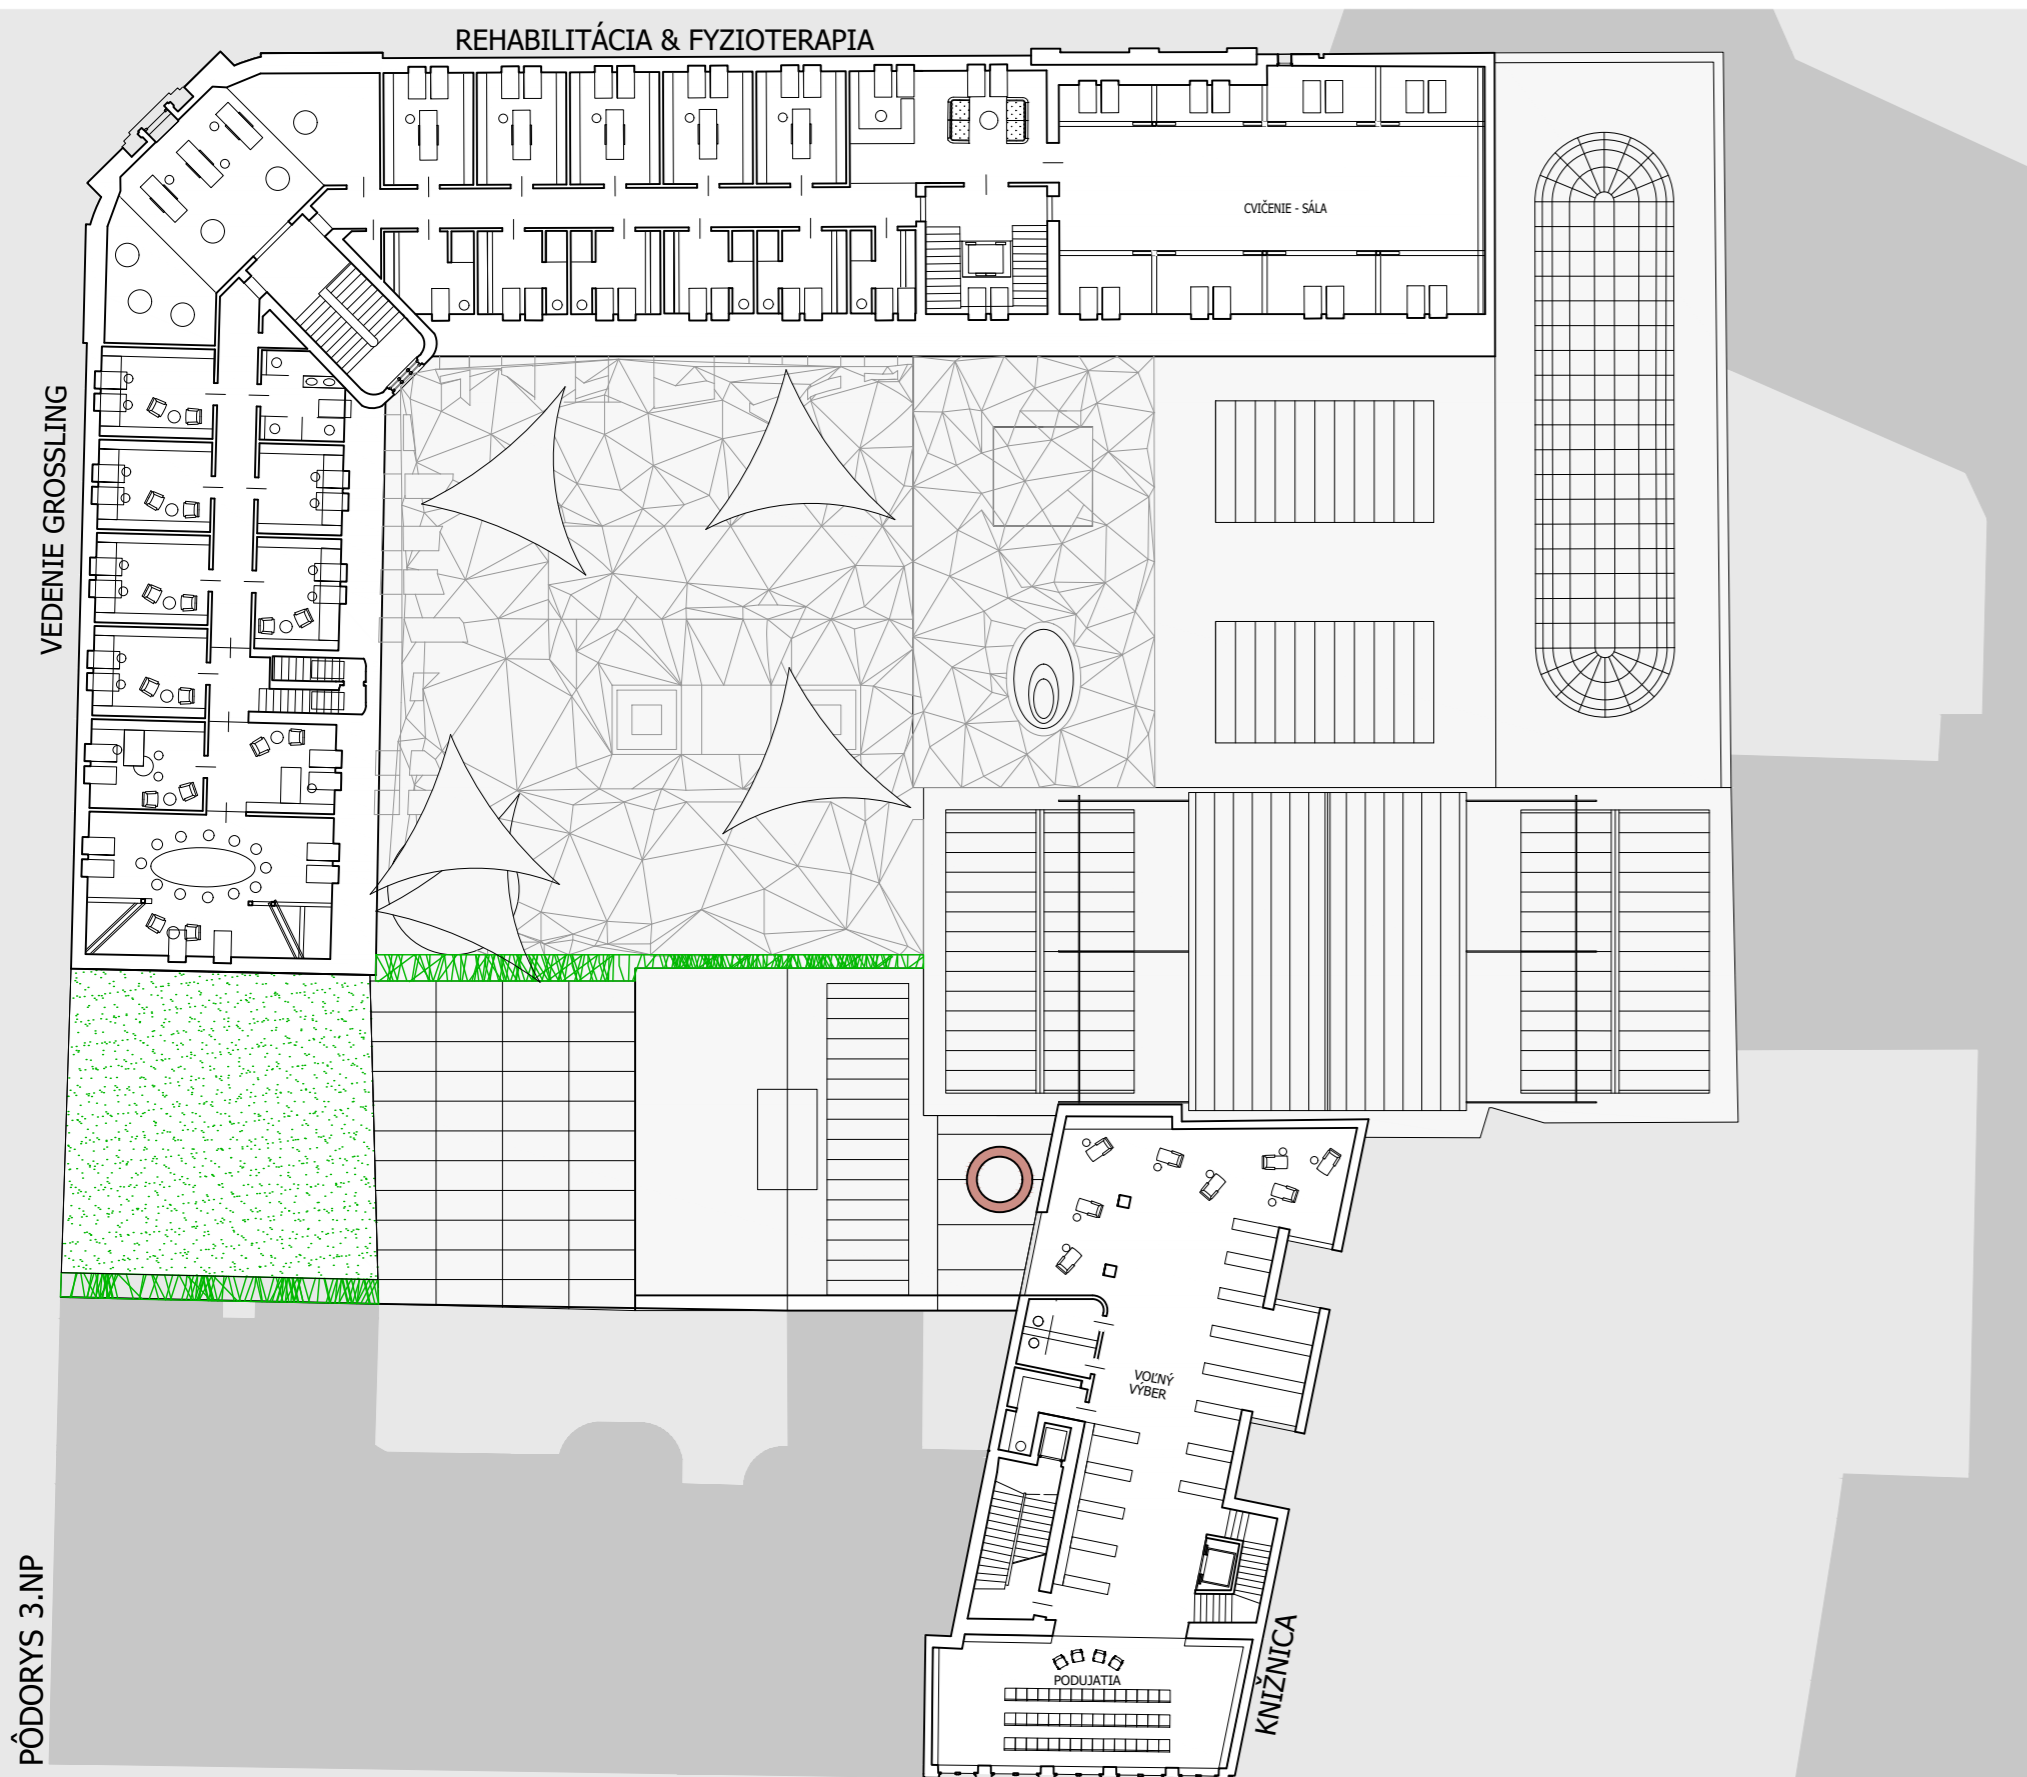 REHABILITÁCIA & FYZIOTERAPIA
CVIČENIE - SÁLA
VEDENIE GROSSLING
VOĽNÝ
VÝBER
PÔDORYS 3.NP
KNIŽNICA
PODUJATIA